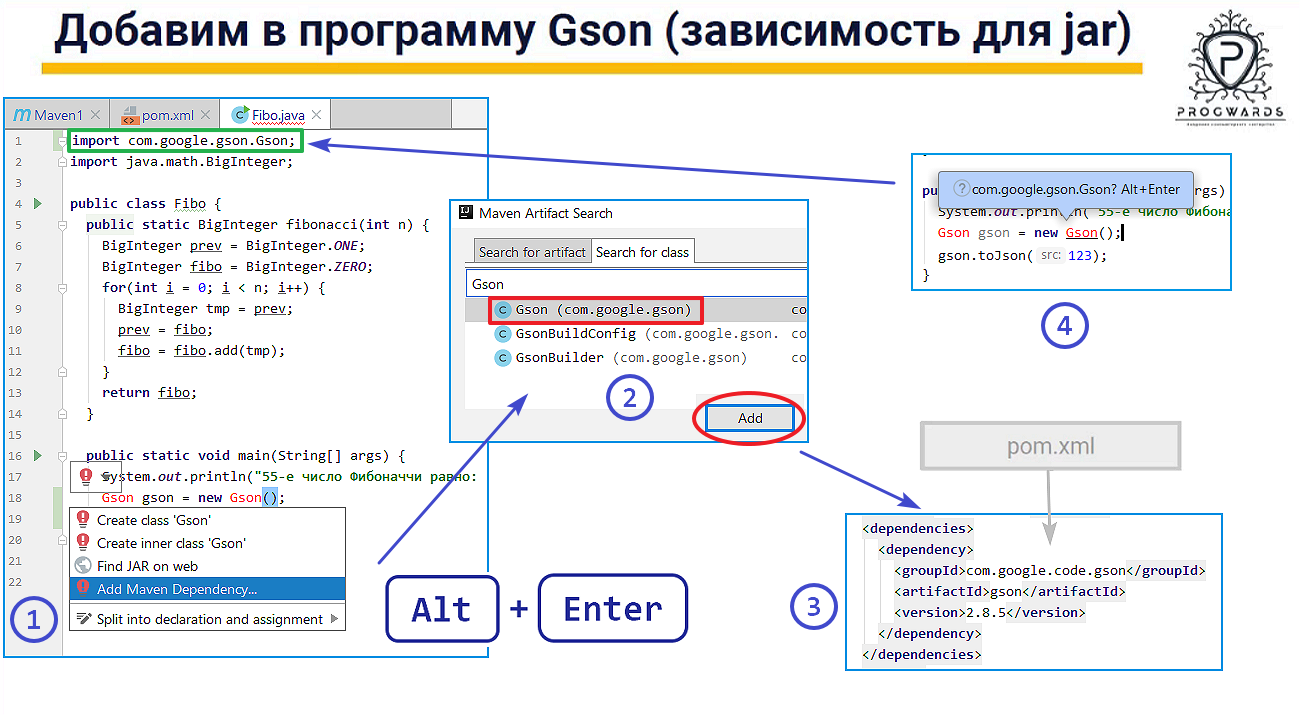 Добавим в программу Gson (зависимость для jar)
PROGWARDS
Maven1
pom.xml
Fibo.java
1 import com.google.gson.Gson;
2 import java.math.BigInteger;
3
4 public class Fibo {
5 public static BigInteger fibonacci(int n) {
6 BigInteger prev = BigInteger.ONE;
7 BigInteger fibo = BigInteger.ZERO;
8 for(int i = 0; i < n; i++) {
9 BigInteger tmp = prev;
10 prev = fibo;
11 fibo = fibo.add(tmp);
12 }
13 return fibo;
14 }
15
16 public static void main(String[] args) {
17 System.out.println("55-е число Фибоначчи равно:
18 Gson gson = new Gson();
19
20
21
22
Create class 'Gson'
Create inner class 'Gson'
Find JAR on web
Add Maven Dependency...
Split into declaration and assignment
1
Alt + Enter
Maven Artifact Search
Search for artifact
Search for class
Gson
Gson (com.google.gson) co
GsonBuildConfig (com.google.gson. co
GsonBuilder (com.google.gson) co
2
Add
pom.xml
<dependencies>
<dependency>
<groupId>com.google.code.gson</groupId>
<artifactId>gson</artifactId>
<version>2.8.5</version>
</dependency>
</dependencies>
3
com.google.gson.Gson? Alt+Enter
pu args)
System.out.println("55-е число Фибона
Gson gson = new Gson();
gson.toJson( src: 123);
}
4